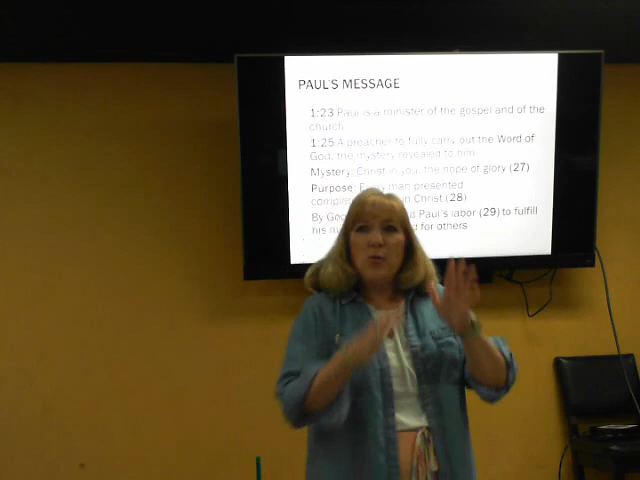 PAUL'S MESSAGE
1:23 Paul is a minister of the gospel and of the
church
1:25 A preacher to fully carry out the Word of
God, the mystery revealed to him.
Mystery: Christ in you, the hope of glory (27)
Purpose: Every man presented
in Christ (28)
By God Paul's labor (29) to fulfill
his for others